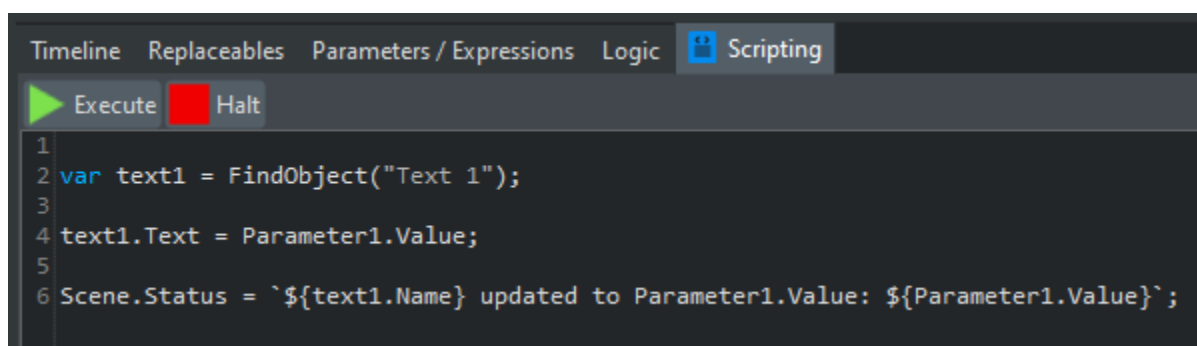 Timeline Replaceables Parameters / Expressions Logic Scripting
Execute Halt
1
2 var text1 = FindObject("Text 1");
3
4 text1.Text = Parameter1.Value;
5
6 Scene.Status = `${text1.Name} updated to Parameter1.Value: ${Parameter1.Value}`;